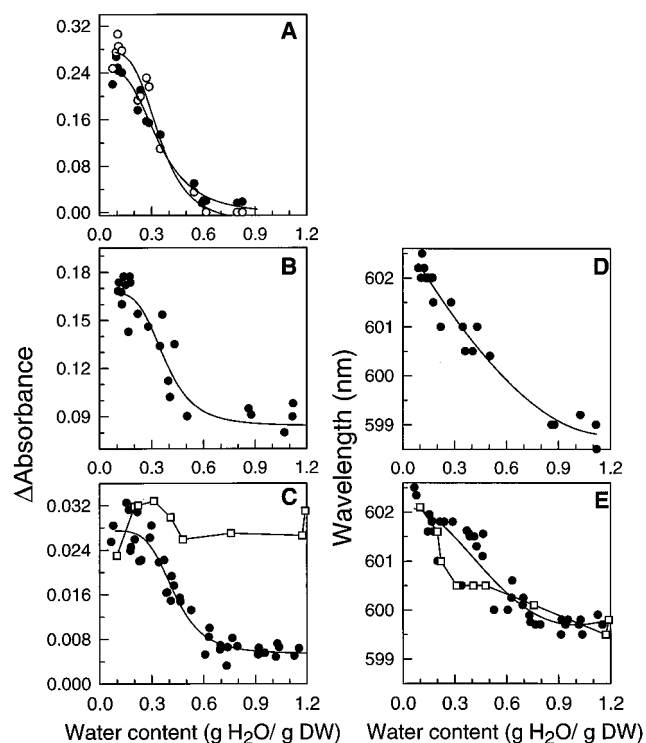 A
0.32
0.24
0.16
0.08
0.00
0.0 0.3 0.6 0.9 1.2
B
0.18
0.15
0.12
0.09
0.0 0.3 0.6 0.9 1.2
D
602
601
600
599
0.0 0.3 0.6 0.9 1.2
ΔAbsorbance
Wavelength (nm)
C
0.032
0.024
0.016
0.008
0.000
0.0 0.3 0.6 0.9 1.2
E
602
601
600
599
0.0 0.3 0.6 0.9 1.2
Water content (g H₂O/ g DW)
Water content (g H₂O/ g DW)